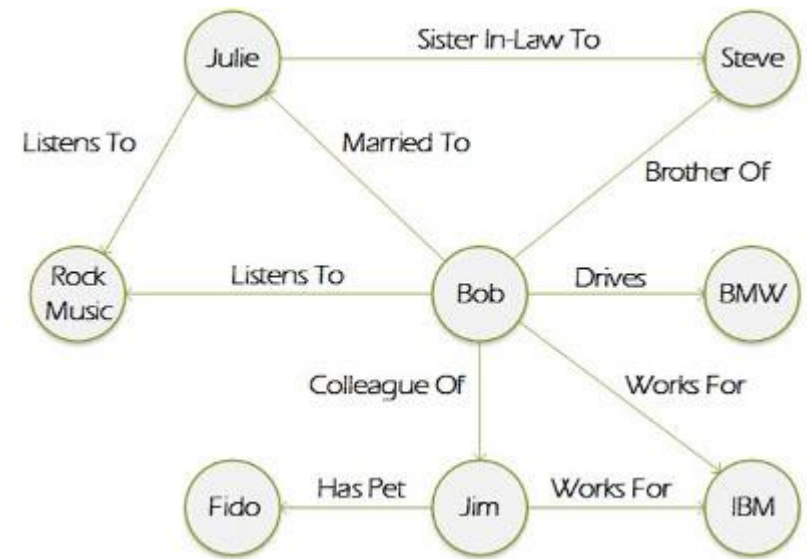 Sister In-Law To
Julie
Steve
Listens To
Married To
Brother Of
Rock
Music
Listens To
Bob
Drives
BMW
Colleague Of
Works For
Fido
Has Pet
Jim
Works For
IBM